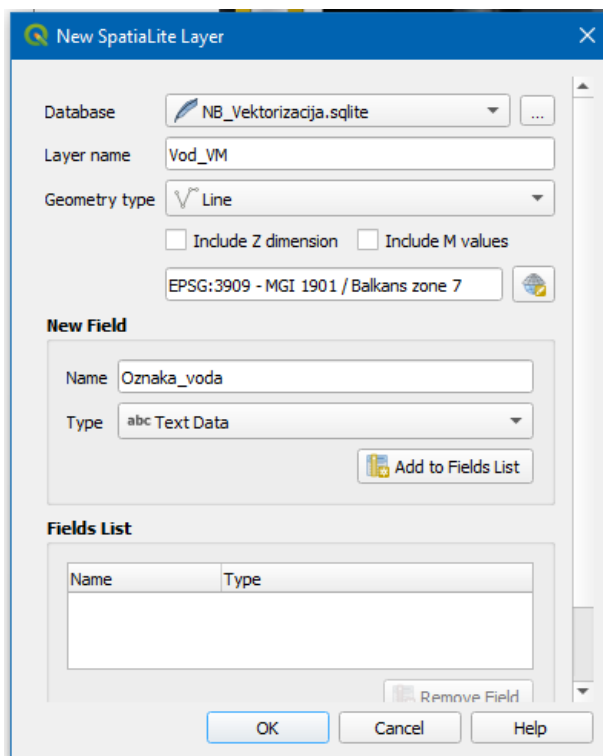 New SpatiaLite Layer
Database NB_Vektorizacija.sqlite ...
Layer name Vod_VM
Geometry type Line
Include Z dimension Include M values
EPSG:3909 - MGI 1901 / Balkans zone 7
New Field
Name Oznaka_voda
Type abc Text Data
Add to Fields List
Fields List
Name Type
Remove Field
OK Cancel Help